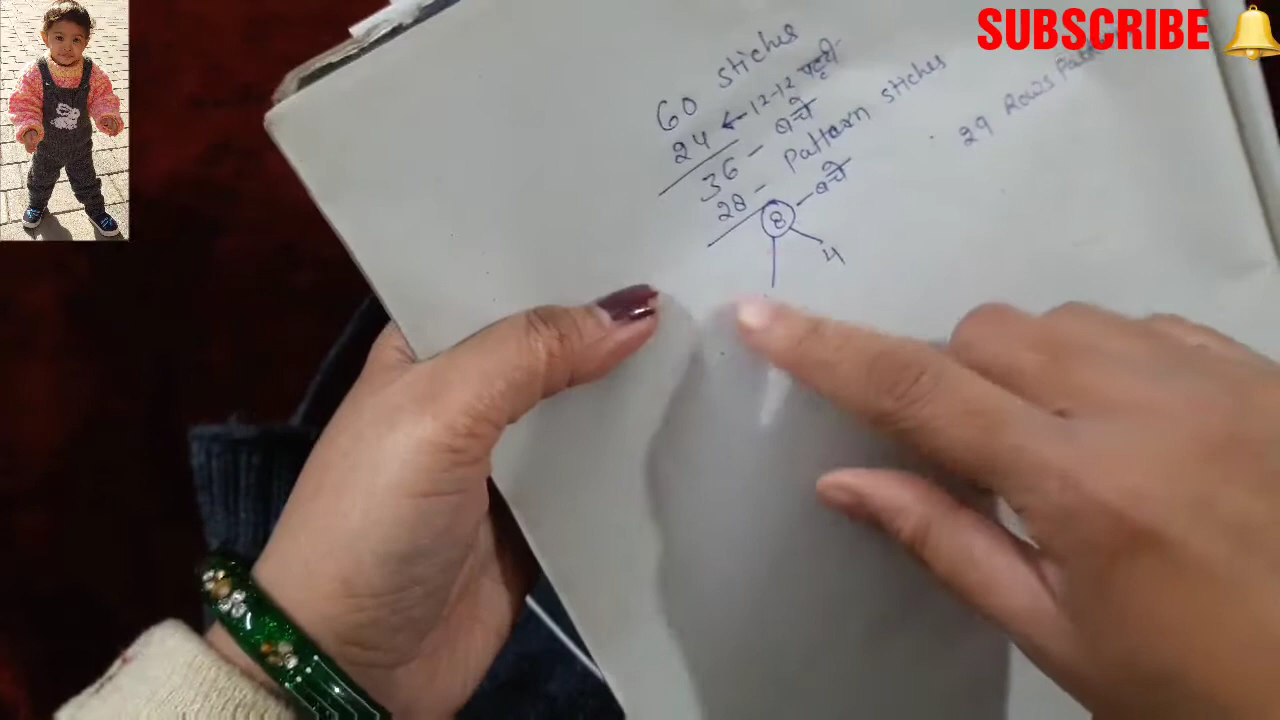 SUBSCRIBE
60 stiches
24 ← 12-12 पट्टी
36 - बचे
28 - Pattern stiches
8 - बचे
4
29 Rows